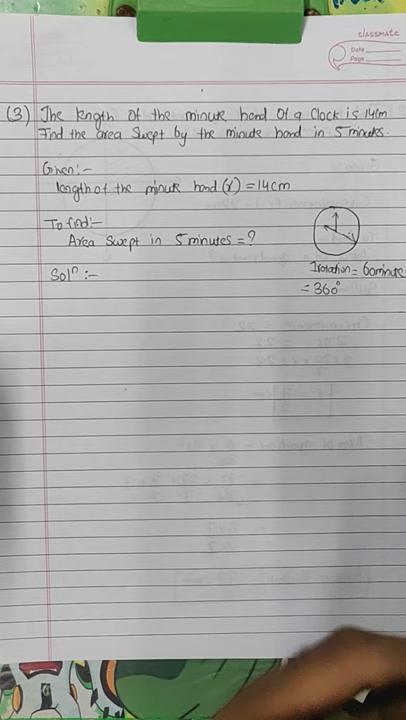 classmate
Date
Page
(3) The length of the minute hand of a clock is 14cm
Find the area swept by the minute hand in 5 minutes.
Given:-
length of the minute hand (r) = 14cm
To find:-
Area Swept in 5 minutes = ?
Solⁿ :-
1 rotation = 60 minute
= 360°